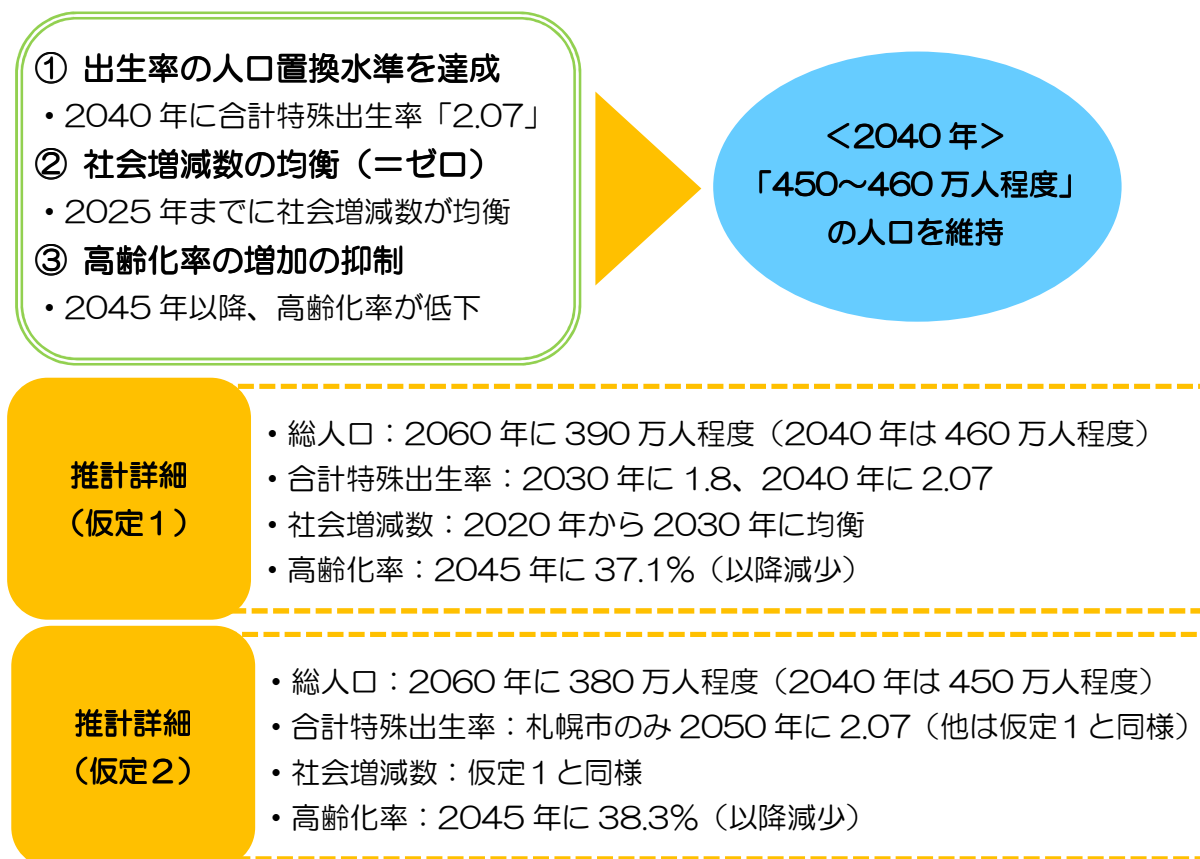 ① 出生率の人口置換水準を達成
・2040 年に合計特殊出生率「2.07」
② 社会増減数の均衡（＝ゼロ）
・2025 年までに社会増減数が均衡
③ 高齢化率の増加の抑制
・2045 年以降、高齢化率が低下
＜2040 年＞
「450～460 万人程度」
の人口を維持
推計詳細
（仮定１）
・総人口：2060 年に 390 万人程度（2040 年は 460 万人程度）
・合計特殊出生率：2030 年に 1.8、2040 年に 2.07
・社会増減数：2020 年から 2030 年に均衡
・高齢化率：2045 年に 37.1％（以降減少）
推計詳細
（仮定２）
・総人口：2060 年に 380 万人程度（2040 年は 450 万人程度）
・合計特殊出生率：札幌市のみ 2050 年に 2.07（他は仮定１と同様）
・社会増減数：仮定１と同様
・高齢化率：2045 年に 38.3％（以降減少）